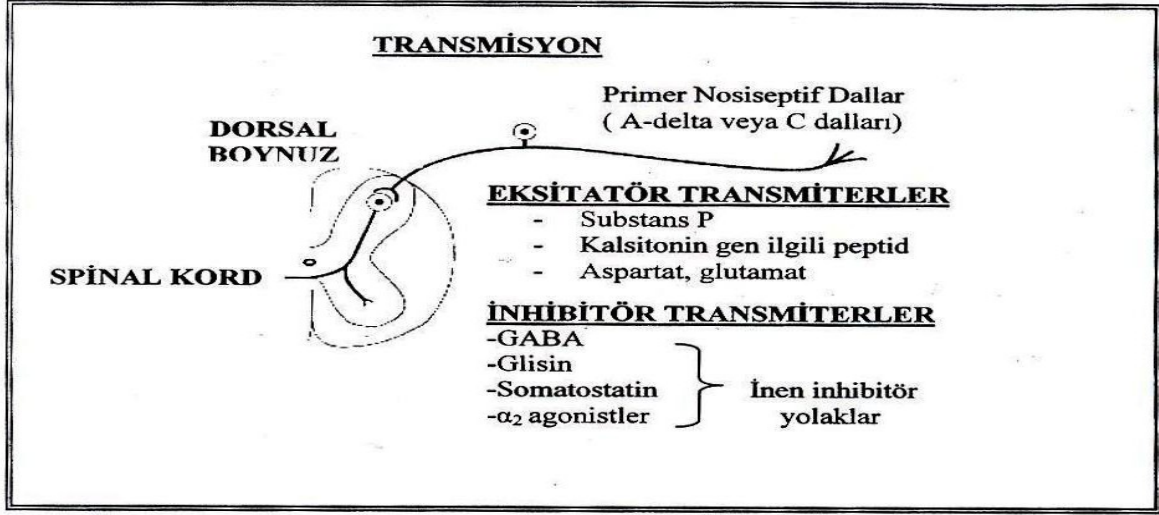 TRANSMİSYON
Primer Nosiseptif Dallar
( A-delta veya C dalları)
DORSAL
BOYNUZ
EKSİTATÖR TRANSMİTERLER
- Substans P
- Kalsitonin gen ilgili peptid
- Aspartat, glutamat
SPİNAL KORD
İNHİBİTÖR TRANSMİTERLER
-GABA
-Glisin
-Somatostatin
-α₂ agonistler
İnen inhibitör
yolaklar